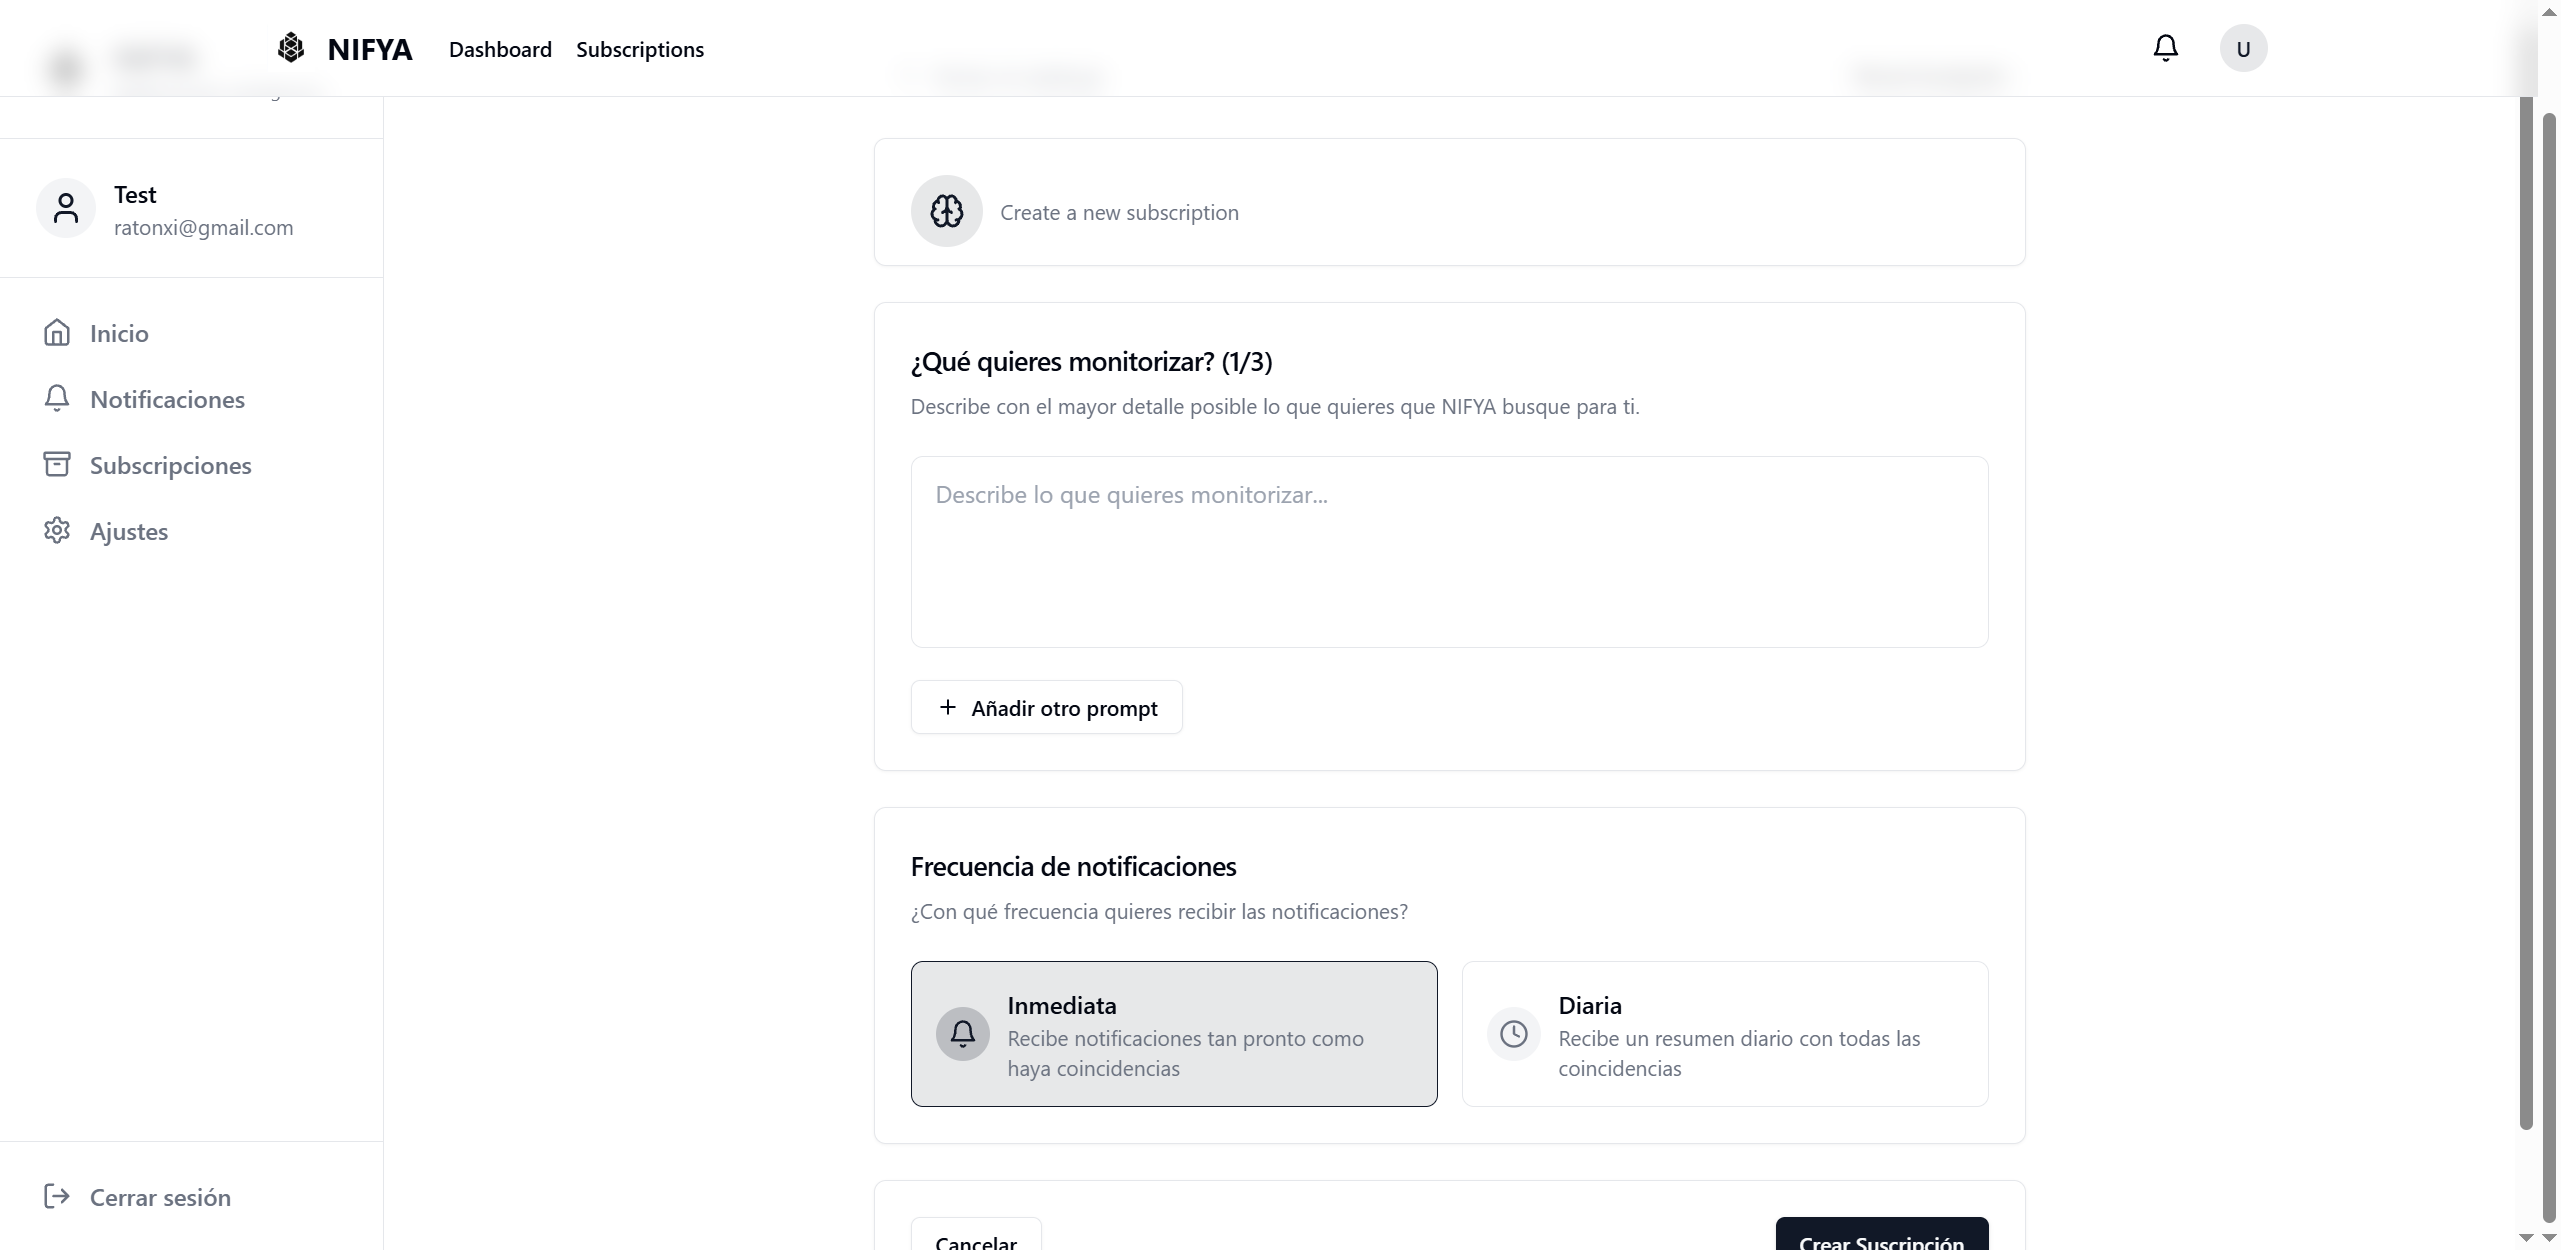 NIFYA
Dashboard
Subscriptions
U
Test
ratonxi@gmail.com
Inicio
Notificaciones
Subscripciones
Ajustes
Cerrar sesión
Create a new subscription
¿Qué quieres monitorizar? (1/3)
Describe con el mayor detalle posible lo que quieres que NIFYA busque para ti.
Describe lo que quieres monitorizar...
Añadir otro prompt
Frecuencia de notificaciones
¿Con qué frecuencia quieres recibir las notificaciones?
Inmediata
Recibe notificaciones tan pronto como
haya coincidencias
Diaria
Recibe un resumen diario con todas las
coincidencias
Cancelar
Crear Suscripción